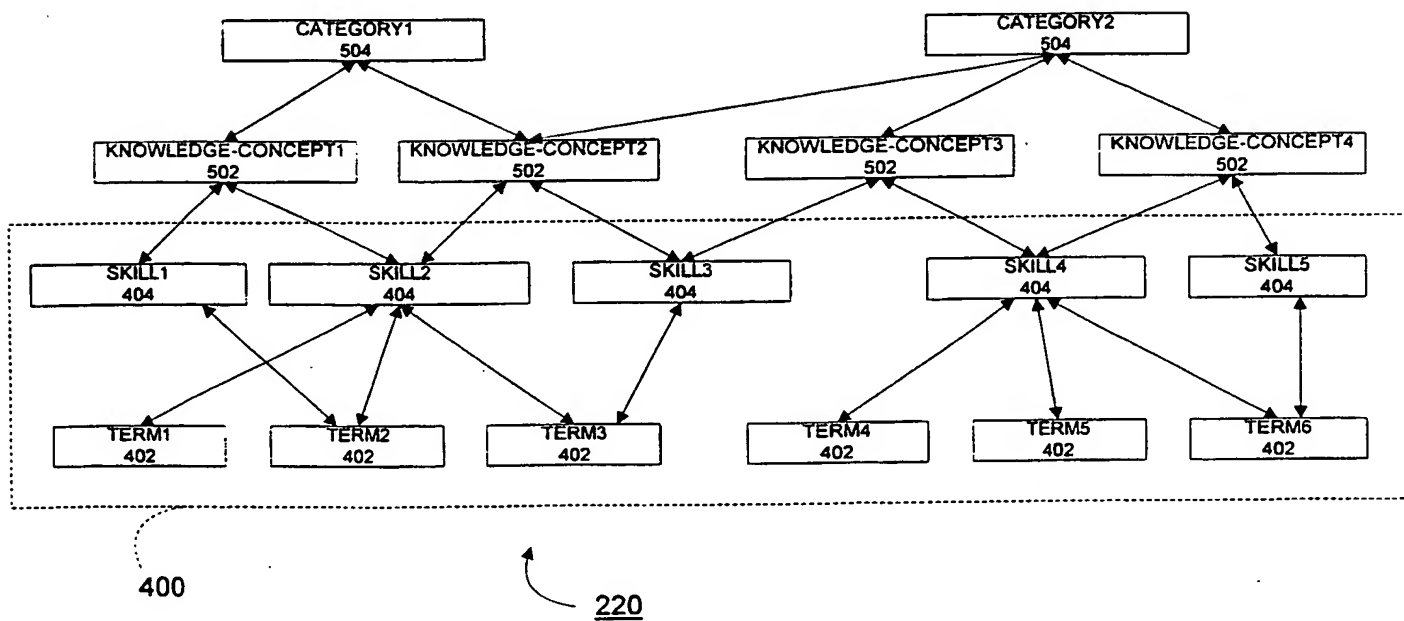 CATEGORY1
504
CATEGORY2
504
KNOWLEDGE-CONCEPT1
502
KNOWLEDGE-CONCEPT2
502
KNOWLEDGE-CONCEPT3
502
KNOWLEDGE-CONCEPT4
502
SKILL1
404
SKILL2
404
SKILL3
404
SKILL4
404
SKILL5
404
TERM1
402
TERM2
402
TERM3
402
TERM4
402
TERM5
402
TERM6
402
400
220